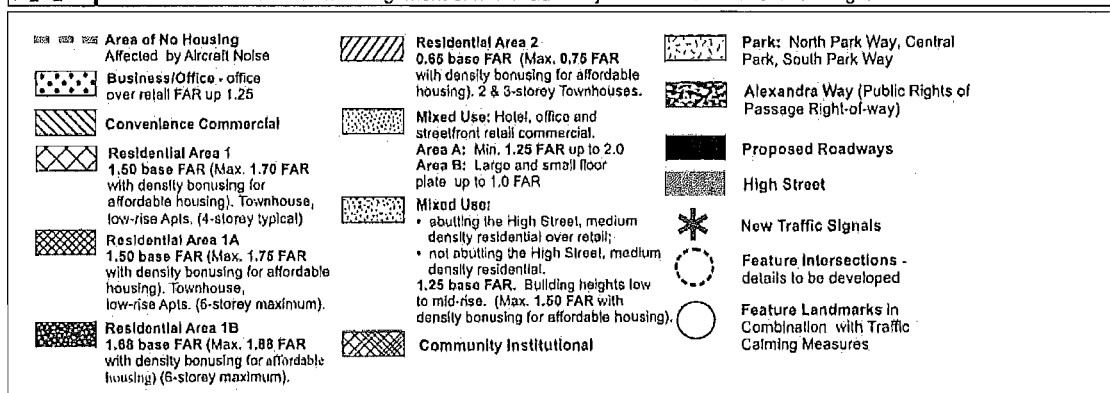 Area of No Housing
Affected by Aircraft Noise
Business/Office - office
over retail FAR up 1.25
Convenience Commercial
Residential Area 1
1.50 base FAR (Max. 1.70 FAR
with density bonusing for
affordable housing). Townhouse,
low-rise Apts. (4-storey typical)
Residential Area 1A
1.50 base FAR (Max. 1.75 FAR
with density bonusing for affordable
housing). Townhouse,
low-rise Apts. (6-storey maximum).
Residential Area 1B
1.68 base FAR (Max. 1.88 FAR
with density bonusing for affordable
housing) (6-storey maximum).
Residential Area 2
0.65 base FAR (Max. 0.75 FAR
with density bonusing for affordable
housing). 2 & 3-storey Townhouses.
Mixed Use: Hotel, office and
streetfront retail commercial.
Area A: Min. 1.25 FAR up to 2.0
Area B: Large and small floor
plate up to 1.0 FAR
Mixed Use:
• abutting the High Street, medium
density residential over retail;
• not abutting the High Street, medium
density residential.
1.25 base FAR. Building heights low
to mid-rise. (Max. 1.50 FAR with
density bonusing for affordable housing).
Community Institutional
Park: North Park Way, Central
Park, South Park Way
Alexandra Way (Public Rights of
Passage Right-of-way)
Proposed Roadways
High Street
New Traffic Signals
Feature Intersections -
details to be developed
Feature Landmarks in
Combination with Traffic
Calming Measures